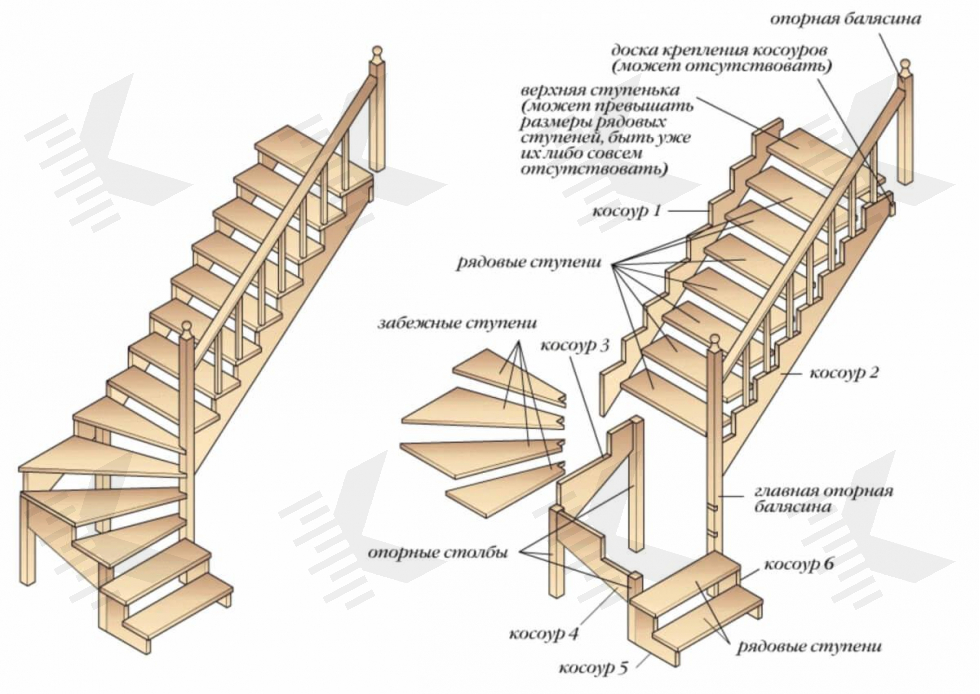 опорная балясина
доска крепления косоуров
(может отсутствовать)
верхняя ступенька
(может превышать
размеры рядовых
ступеней, быть уже
их либо совсем
отсутствовать)
косоур 1
рядовые ступени
забежные ступени
косоур 3
косоур 2
главная опорная
балясина
опорные столбы
косоур 6
косоур 4
рядовые ступени
косоур 5